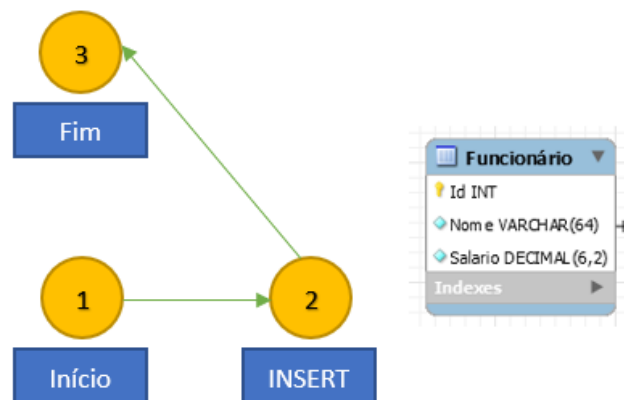 3
Fim
1
Início
2
INSERT
Funcionário
Id INT
Nome VARCHAR(64)
Salario DECIMAL(6,2)
Indexes